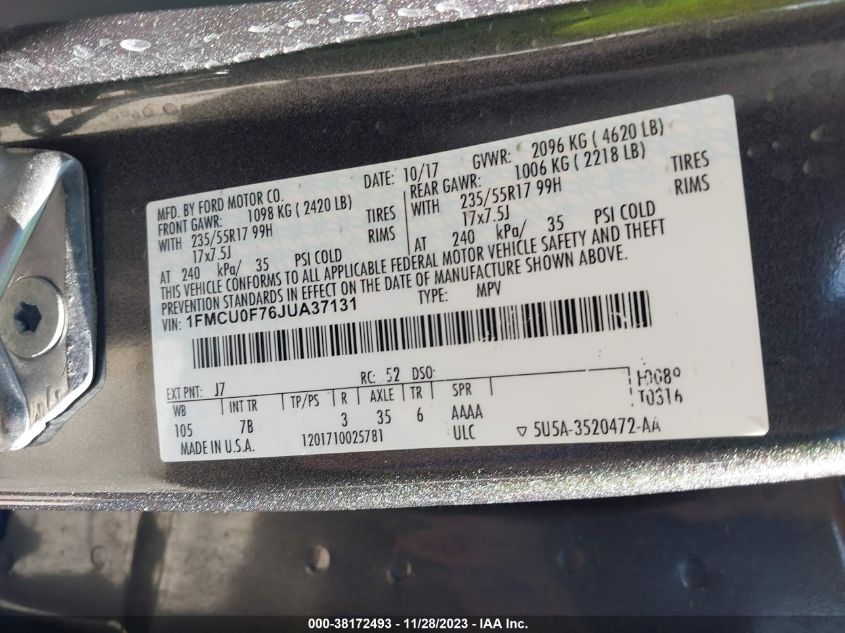 MFD. BY FORD MOTOR CO. DATE: 10/17 GVWR: 2096 KG ( 4620 LB)
FRONT GAWR: 1098 KG ( 2420 LB) REAR GAWR: 1006 KG ( 2218 LB)
WITH 235/55R17 99H TIRES WITH 235/55R17 99H TIRES
17x7.5J RIMS 17x7.5J RIMS
AT 240 kPa/ 35 PSI COLD AT 240 kPa/ 35 PSI COLD
THIS VEHICLE CONFORMS TO ALL APPLICABLE FEDERAL MOTOR VEHICLE SAFETY AND THEFT
PREVENTION STANDARDS IN EFFECT ON THE DATE OF MANUFACTURE SHOWN ABOVE.
VIN: 1FMCU0F76JUA37131 TYPE: MPV
EXT PNT: J7 RC: 52 DSO:
WB INT TR TP/PS R AXLE TR SPR
105 7B 3 35 6 AAAA
MADE IN U.S.A. 1201710025781 ULC
T0316
▽ 5U5A-3520472-AA
000-38172493 - 11/28/2023 - IAA Inc.